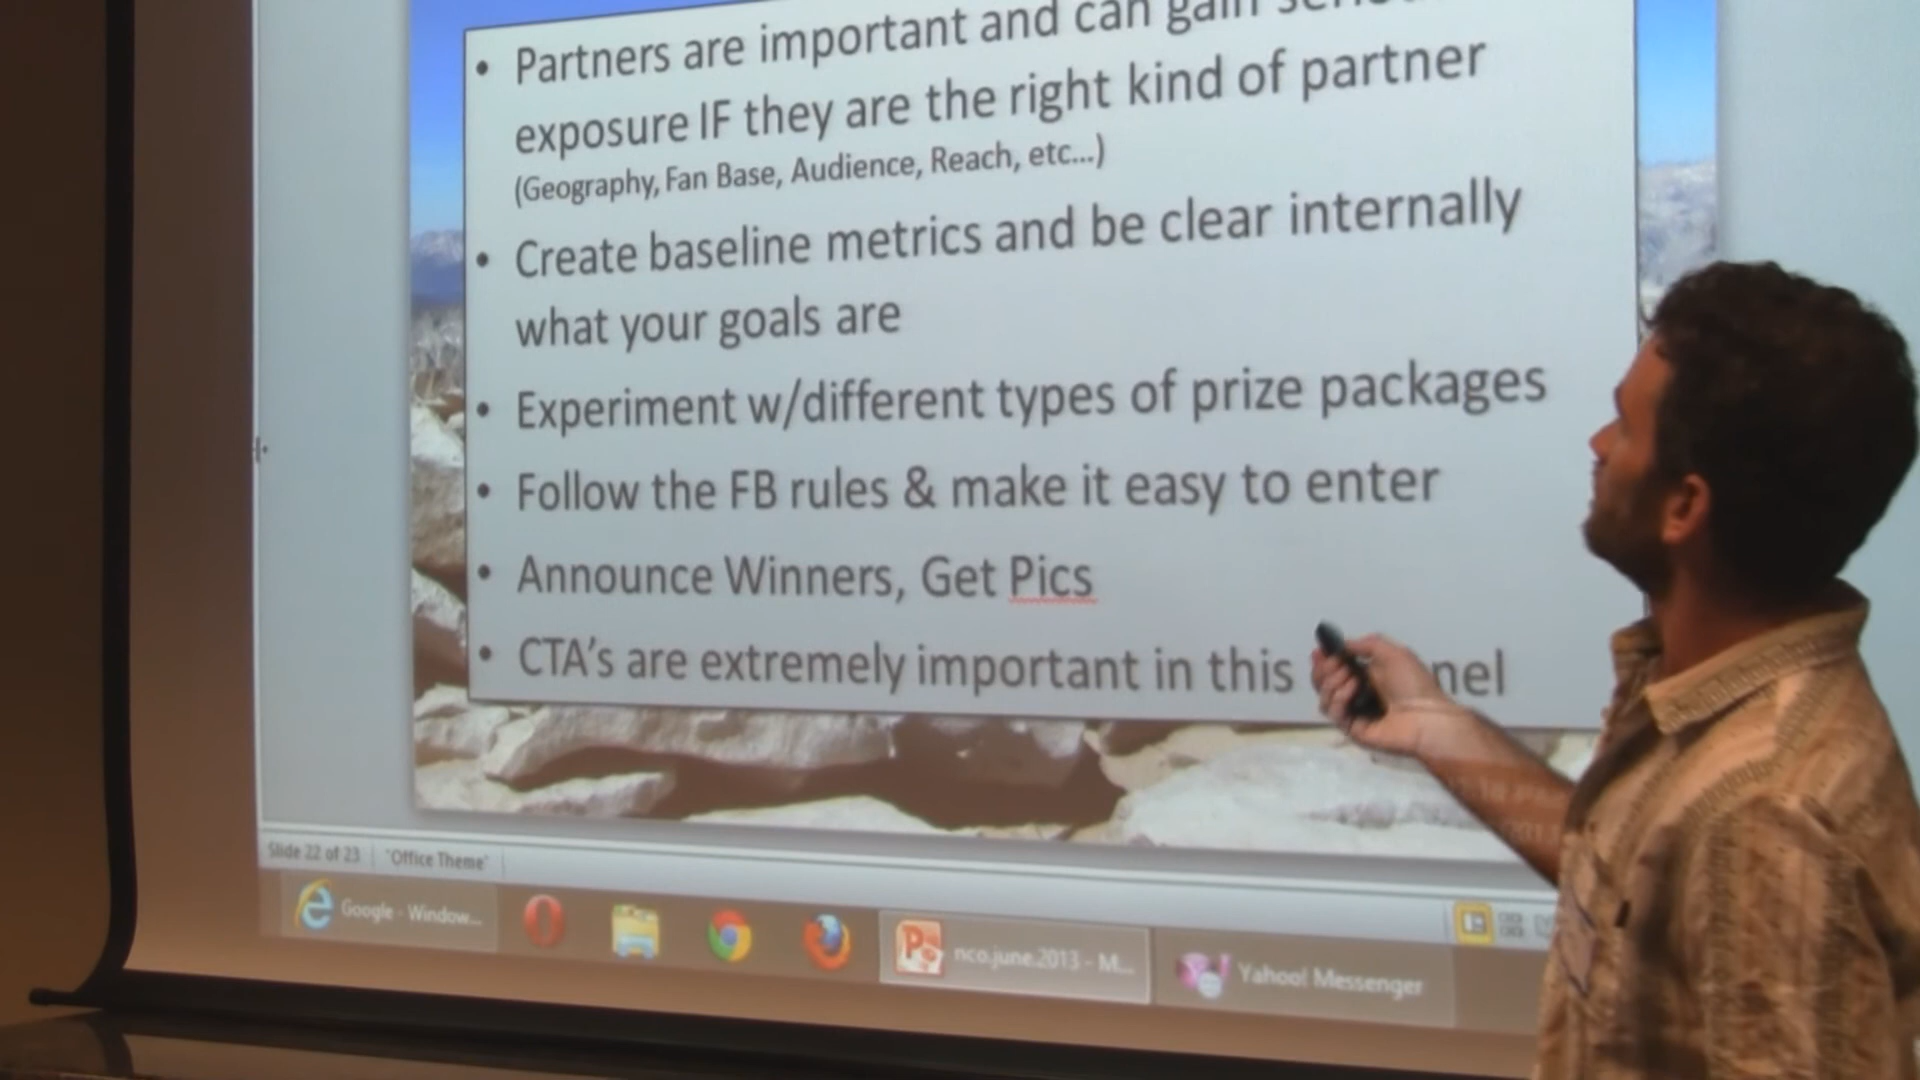 • Partners are important and can gain
exposure IF they are the right kind of partner
(Geography, Fan Base, Audience, Reach, etc...)
• Create baseline metrics and be clear internally
what your goals are
• Experiment w/different types of prize packages
• Follow the FB rules & make it easy to enter
• Announce Winners, Get Pics
• CTA's are extremely important in this
Slide 22 of 23 "Office Theme"
Google - Window...
nco.june.2013 - M...
Yahoo! Messenger